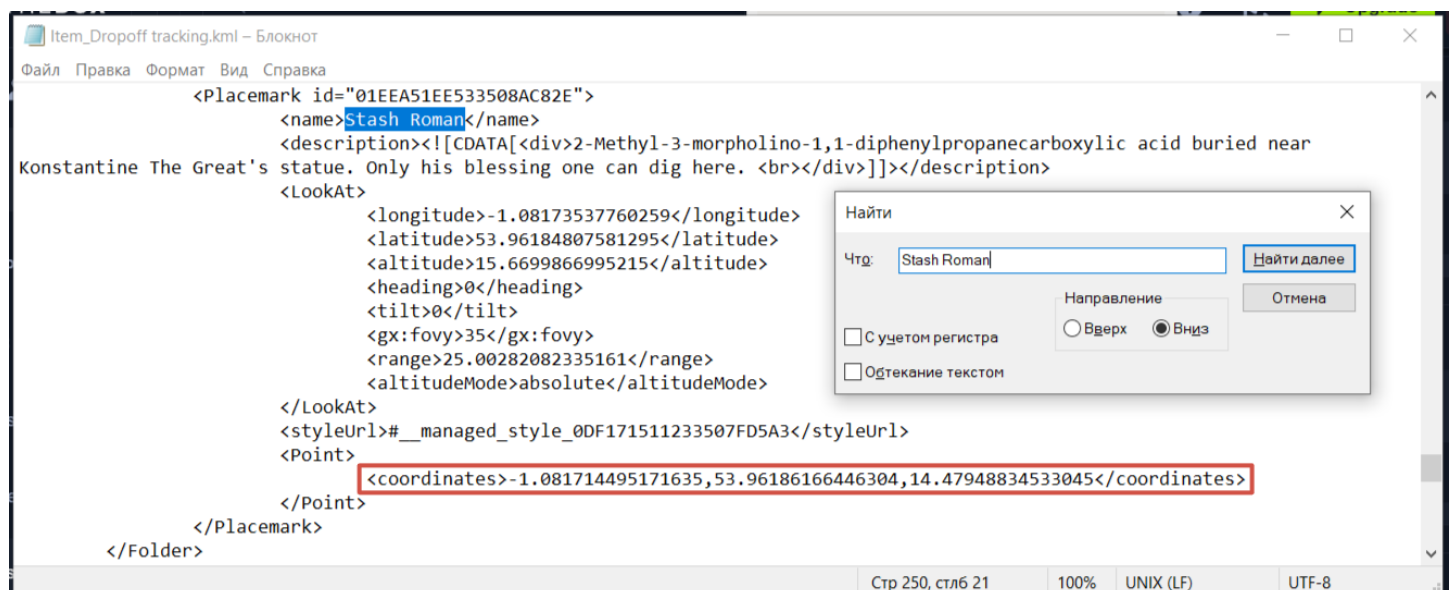 Item_Dropoff tracking.kml – Блокнот
Файл Правка Формат Вид Справка
<Placemark id="01EEA51EE533508AC82E">
<name>Stash Roman</name>
<description><![CDATA[<div>2-Methyl-3-morpholino-1,1-diphenylpropanecarboxylic acid buried near
Konstantine The Great's statue. Only his blessing one can dig here. <br></div>]]></description>
<LookAt>
<longitude>-1.08173537760259</longitude>
<latitude>53.96184807581295</latitude>
<altitude>15.6699866995215</altitude>
<heading>0</heading>
<tilt>0</tilt>
<gx:fovy>35</gx:fovy>
<range>25.00282082335161</range>
<altitudeMode>absolute</altitudeMode>
</LookAt>
<styleUrl>#__managed_style_0DF171511233507FD5A3</styleUrl>
<Point>
<coordinates>-1.081714495171635,53.96186166446304,14.47948834533045</coordinates>
</Point>
</Placemark>
</Folder>
Найти
Что:
Stash Roman
Найти далее
Направление
Отмена
Вверх
Вниз
С учетом регистра
Обтекание текстом
Стр 250, стлб 21
100%
UNIX (LF)
UTF-8